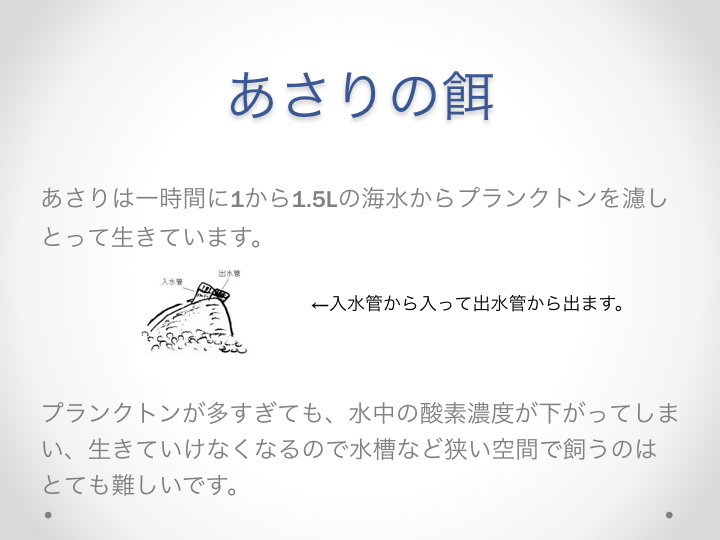 あさりの餌
あさりは一時間に1から1.5Lの海水からプランクトンを濾し
とって生きています。
入水管
出水管
←入水管から入って出水管から出ます。
プランクトンが多すぎても、水中の酸素濃度が下がってしま
い、生きていけなくなるので水槽など狭い空間で飼うのは
とても難しいです。